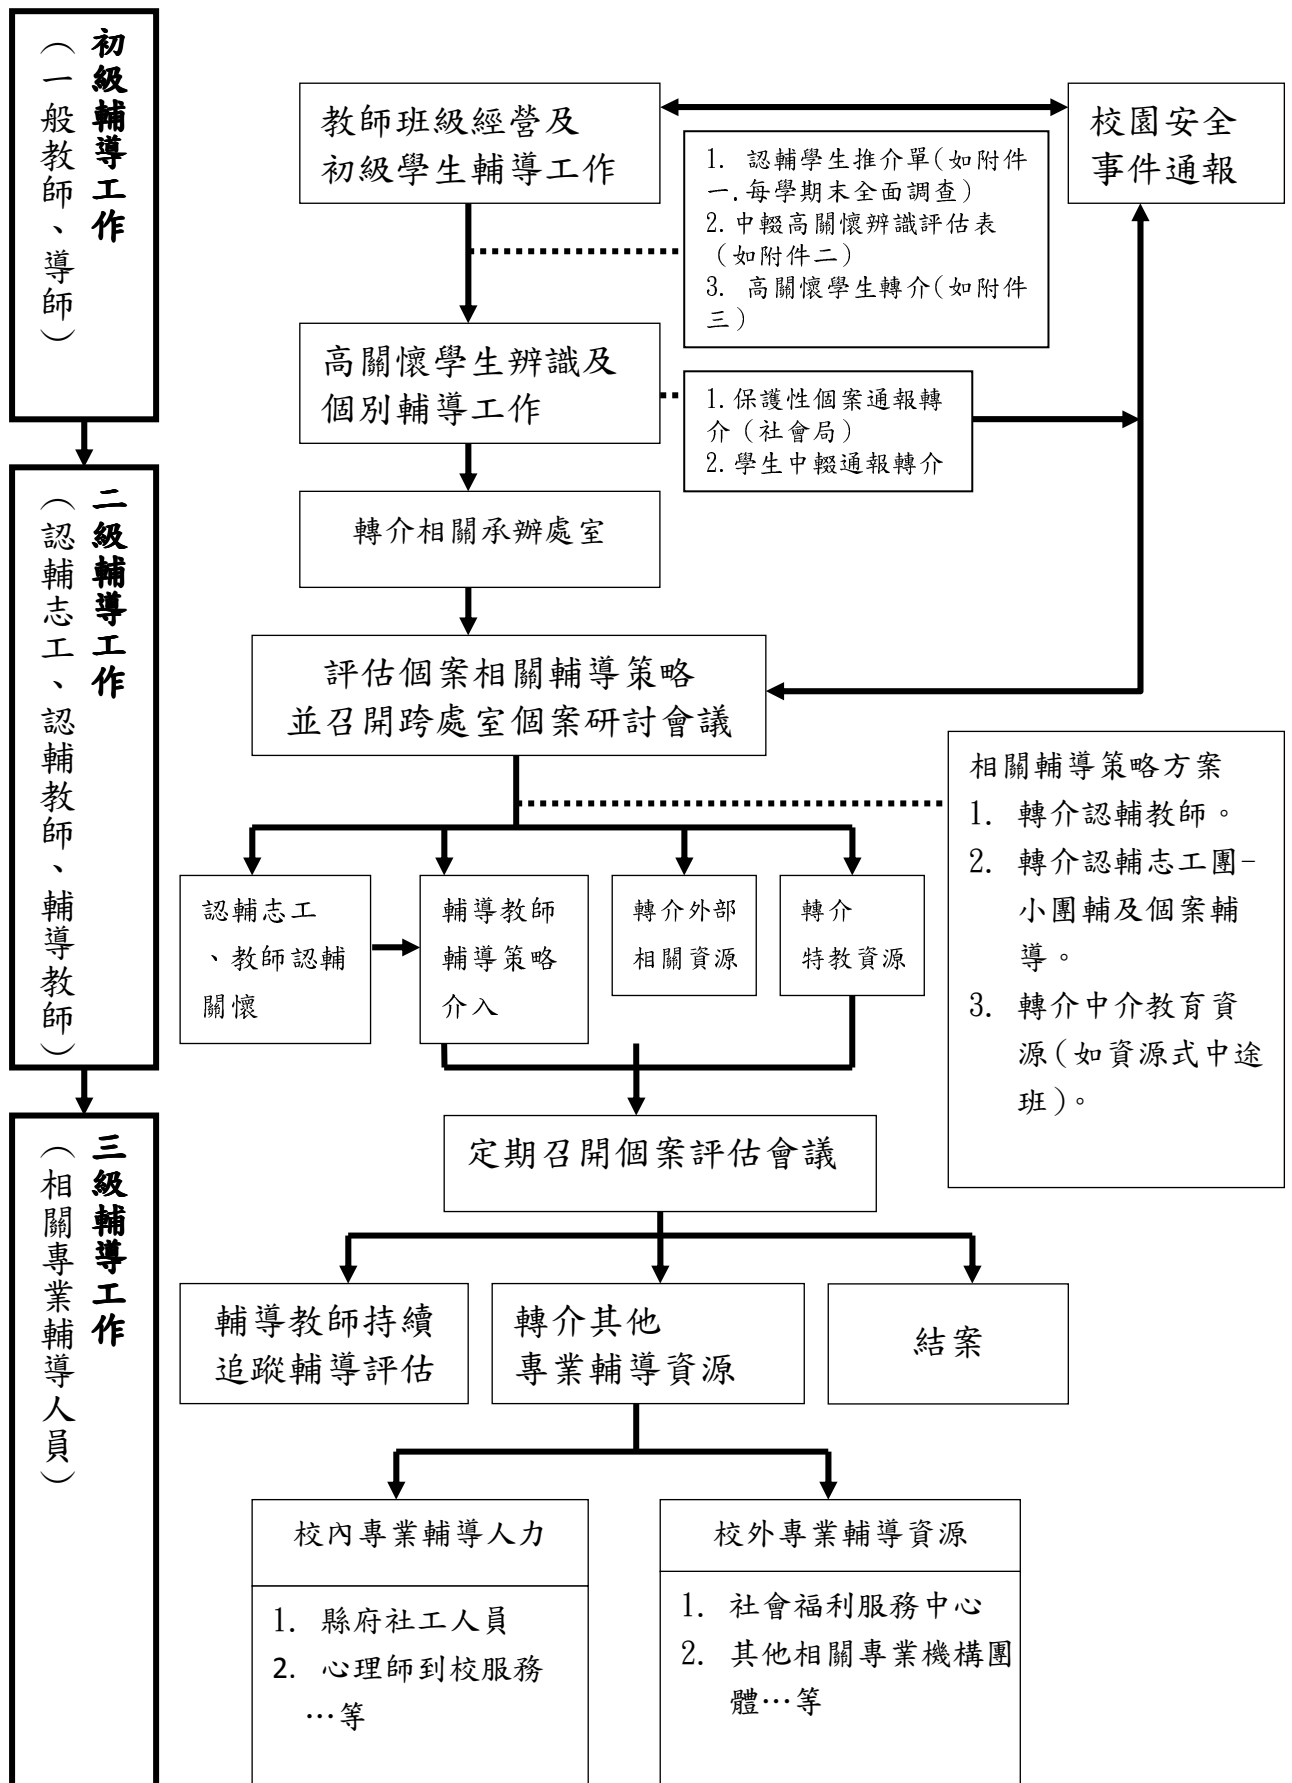 初級輔導工作
（一般教師、導師）
教師班級經營及
初級學生輔導工作
校園安全
事件通報
1. 認輔學生推介單(如附件
一.每學期末全面調查)
2.中輟高關懷辨識評估表
（如附件二）
3. 高關懷學生轉介(如附件
三)
高關懷學生辨識及
個別輔導工作
1.保護性個案通報轉
介（社會局）
2.學生中輟通報轉介
二級輔導工作
（認輔志工、認輔教師、輔導教師）
轉介相關承辦處室
評估個案相關輔導策略
並召開跨處室個案研討會議
相關輔導策略方案
1. 轉介認輔教師。
2. 轉介認輔志工團-
小團輔及個案輔
導。
3. 轉介中介教育資
源(如資源式中途
班)。
認輔志工
、教師認輔
關懷
輔導教師
輔導策略
介入
轉介外部
相關資源
轉介
特教資源
三級輔導工作
（相關專業輔導人員）
定期召開個案評估會議
輔導教師持續
追蹤輔導評估
轉介其他
專業輔導資源
結案
校內專業輔導人力
1. 縣府社工人員
2. 心理師到校服務
…等
校外專業輔導資源
1. 社會福利服務中心
2. 其他相關專業機構團
體…等